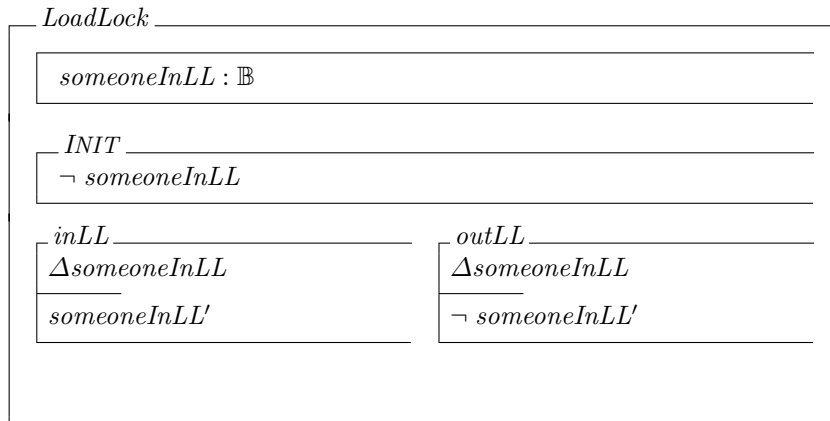 LoadLock
someoneInLL : 𝔹
INIT
¬ someoneInLL
inLL
ΔsomeoneInLL
someoneInLL′
outLL
ΔsomeoneInLL
¬ someoneInLL′